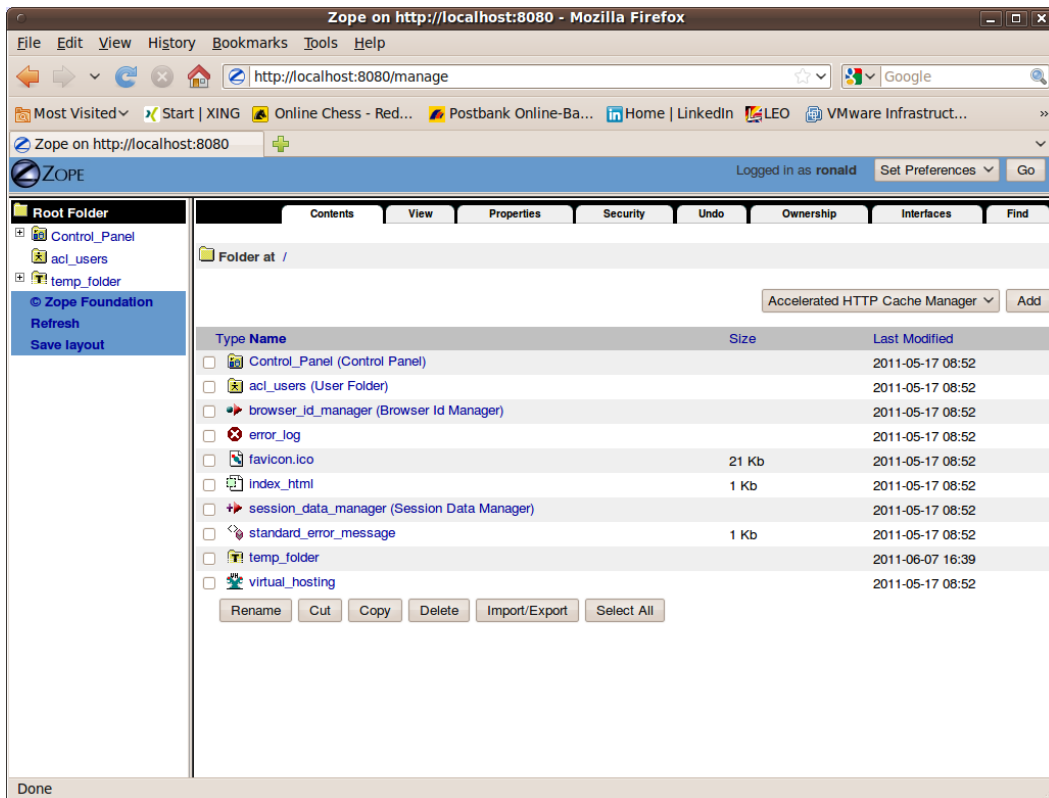 Zope on http://localhost:8080 - Mozilla Firefox
File Edit View History Bookmarks Tools Help
http://localhost:8080/manage Google
Most Visited Start | XING Online Chess - Red... Postbank Online-Ba... Home | LinkedIn LEO VMware Infrastruct... »
Zope on http://localhost:8080
ZOPE Logged in as ronald Set Preferences Go
Root Folder Contents View Properties Security Undo Ownership Interfaces Find
Control_Panel
acl_users Folder at /
temp_folder
© Zope Foundation Accelerated HTTP Cache Manager Add
Refresh
Save layout Type Name Size Last Modified
Control_Panel (Control Panel) 2011-05-17 08:52
acl_users (User Folder) 2011-05-17 08:52
browser_id_manager (Browser Id Manager) 2011-05-17 08:52
error_log 2011-05-17 08:52
favicon.ico 21 Kb 2011-05-17 08:52
index_html 1 Kb 2011-05-17 08:52
session_data_manager (Session Data Manager) 2011-05-17 08:52
standard_error_message 1 Kb 2011-05-17 08:52
temp_folder 2011-06-07 16:39
virtual_hosting 2011-05-17 08:52
Rename Cut Copy Delete Import/Export Select All
Done